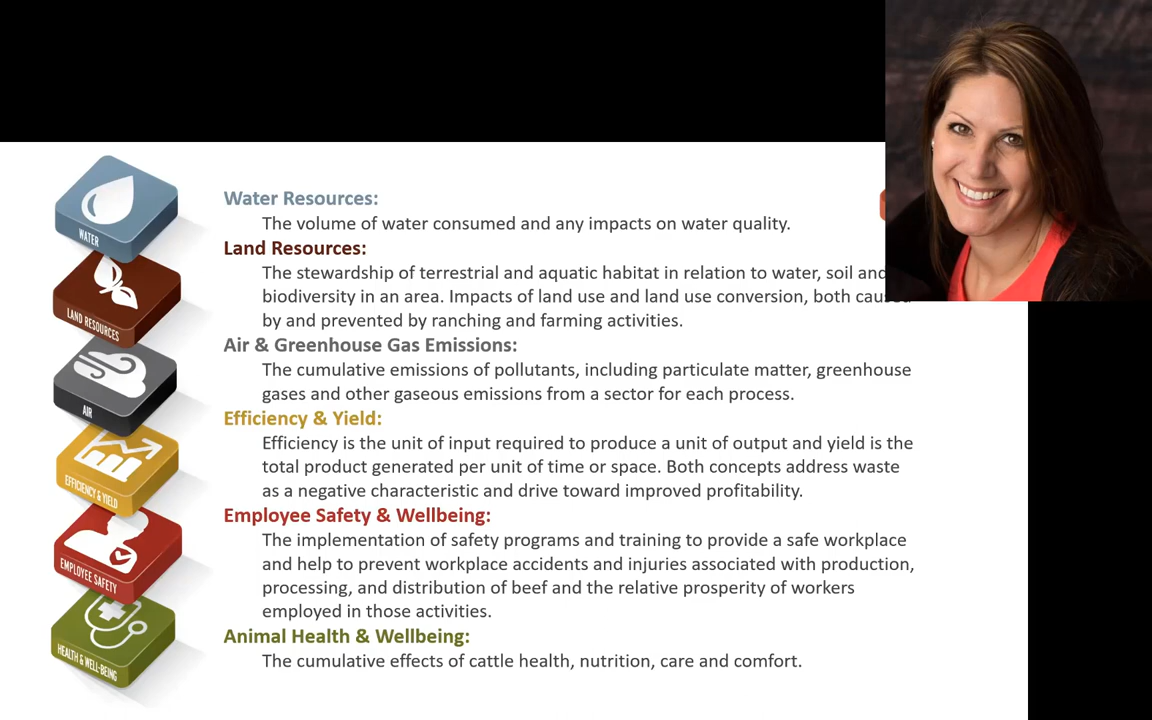 Water Resources:
The volume of water consumed and any impacts on water quality.
WATER
Land Resources:
The stewardship of terrestrial and aquatic habitat in relation to water, soil and
biodiversity in an area. Impacts of land use and land use conversion, both caused
by and prevented by ranching and farming activities.
LAND RESOURCES
Air & Greenhouse Gas Emissions:
The cumulative emissions of pollutants, including particulate matter, greenhouse
gases and other gaseous emissions from a sector for each process.
AIR
Efficiency & Yield:
Efficiency is the unit of input required to produce a unit of output and yield is the
total product generated per unit of time or space. Both concepts address waste
as a negative characteristic and drive toward improved profitability.
EFFICIENCY & YIELD
Employee Safety & Wellbeing:
The implementation of safety programs and training to provide a safe workplace
and help to prevent workplace accidents and injuries associated with production,
processing, and distribution of beef and the relative prosperity of workers
employed in those activities.
EMPLOYEE SAFETY
Animal Health & Wellbeing:
The cumulative effects of cattle health, nutrition, care and comfort.
HEALTH & WELL-BEING